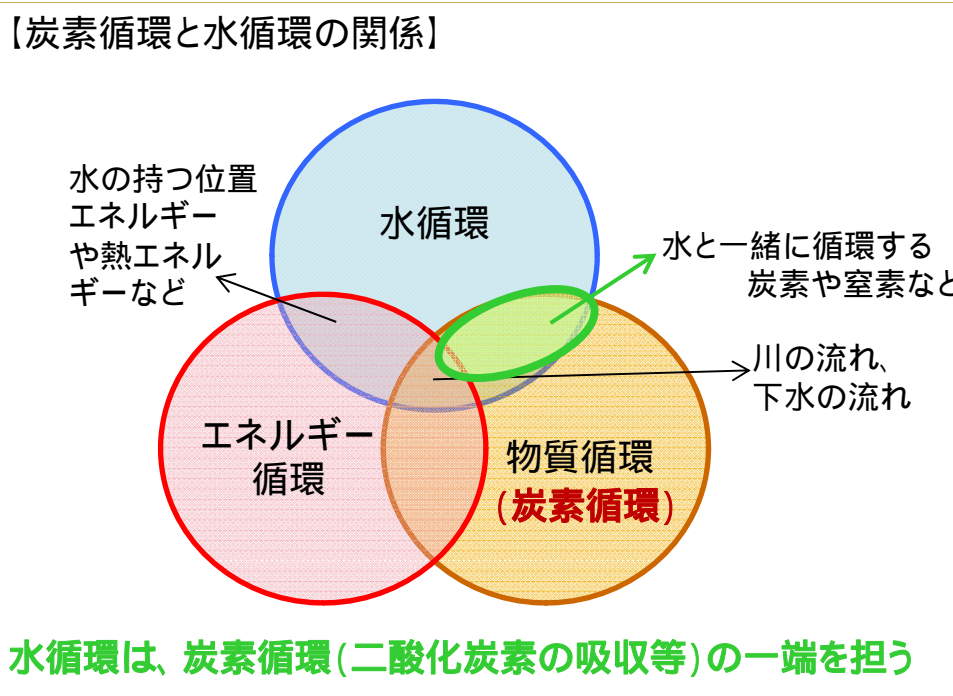 【炭素循環と水循環の関係】
水の持つ位置
エネルギー
や熱エネル
ギーなど
水循環
水と一緒に循環する
炭素や窒素など
川の流れ、
下水の流れ
エネルギー
循環
物質循環
(炭素循環)
水循環は、炭素循環(二酸化炭素の吸収等)の一端を担う